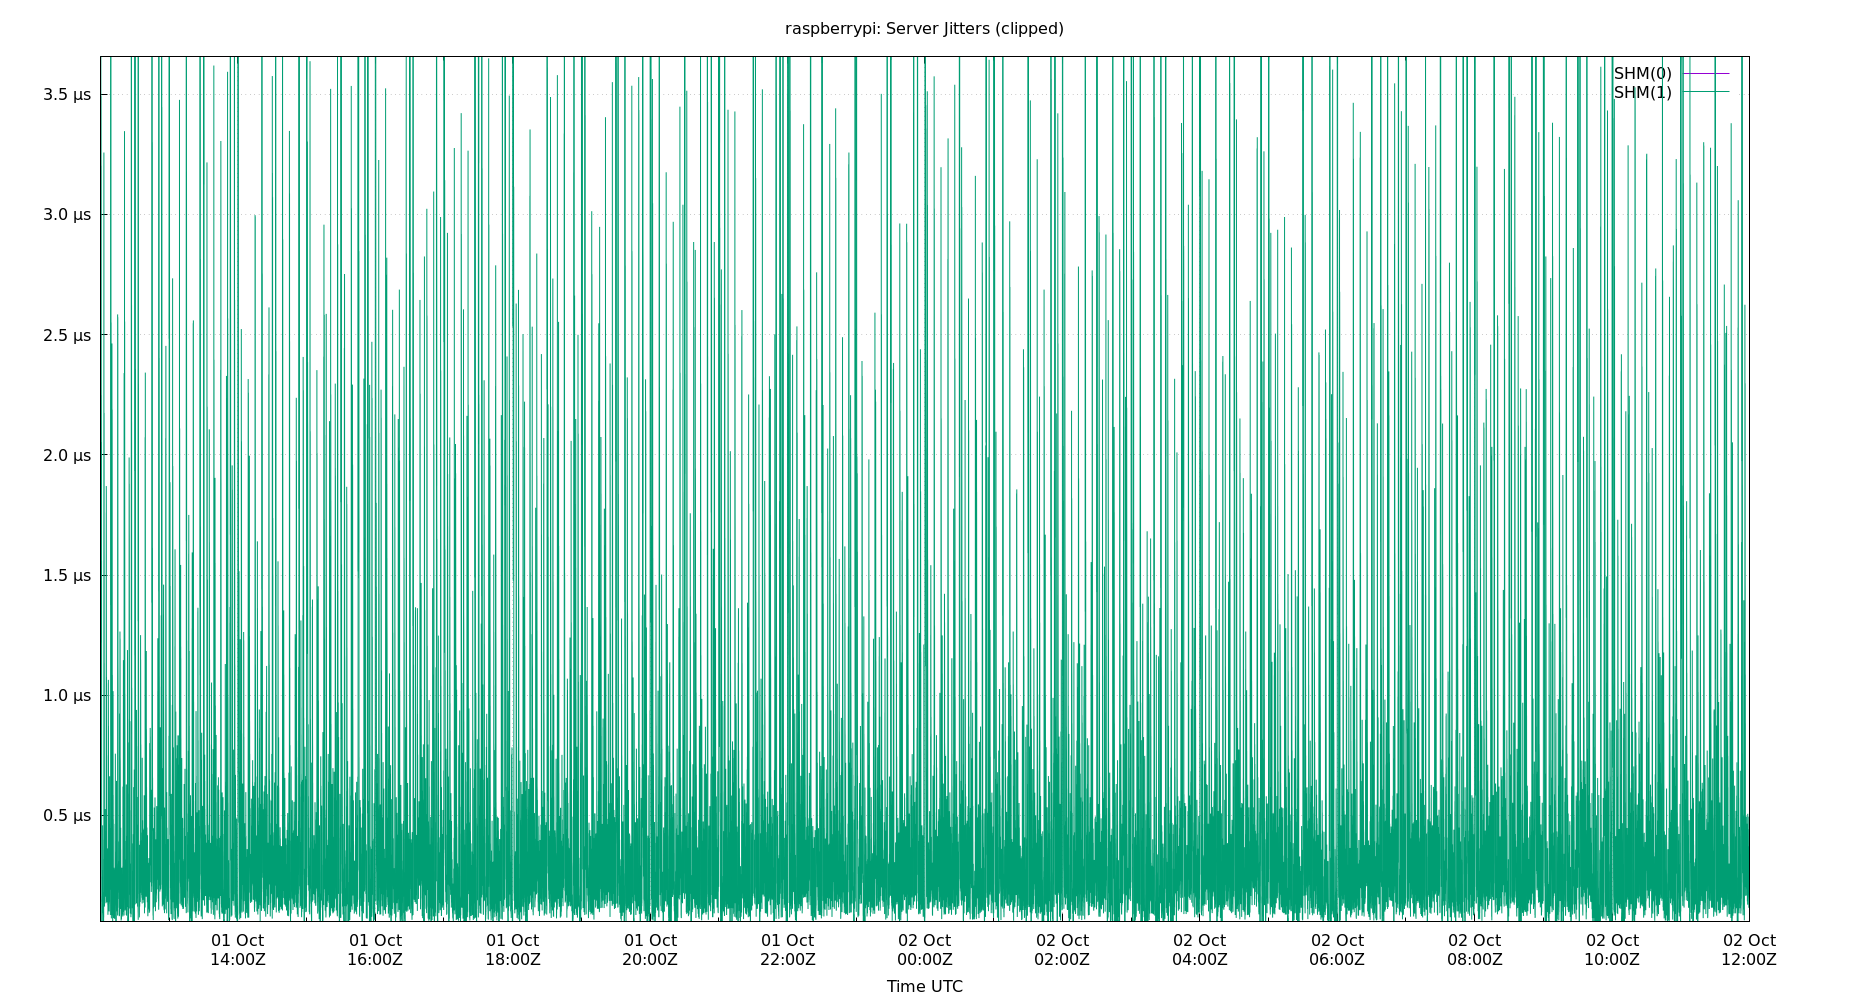 raspberrypi: Server Jitters (clipped)
SHM(0)
SHM(1)
3.5 µs
3.0 µs
2.5 µs
2.0 µs
1.5 µs
1.0 µs
0.5 µs
01 Oct 01 Oct 01 Oct 01 Oct 01 Oct 02 Oct 02 Oct 02 Oct 02 Oct 02 Oct 02 Oct 02 Oct
14:00Z 16:00Z 18:00Z 20:00Z 22:00Z 00:00Z 02:00Z 04:00Z 06:00Z 08:00Z 10:00Z 12:00Z
Time UTC